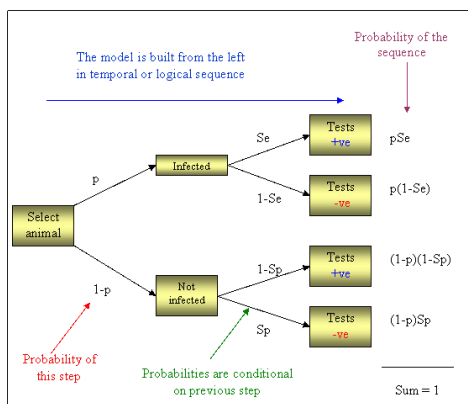 The model is built from the left
in temporal or logical sequence
Probability of the
sequence
Select
animal
p
1-p
Infected
Not
infected
Se
1-Se
1-Sp
Sp
Tests
+ve
pSe
Tests
-ve
p(1-Se)
Tests
+ve
(1-p)(1-Sp)
Tests
-ve
(1-p)Sp
Probability of
this step
Probabilities are conditional
on previous step
Sum = 1